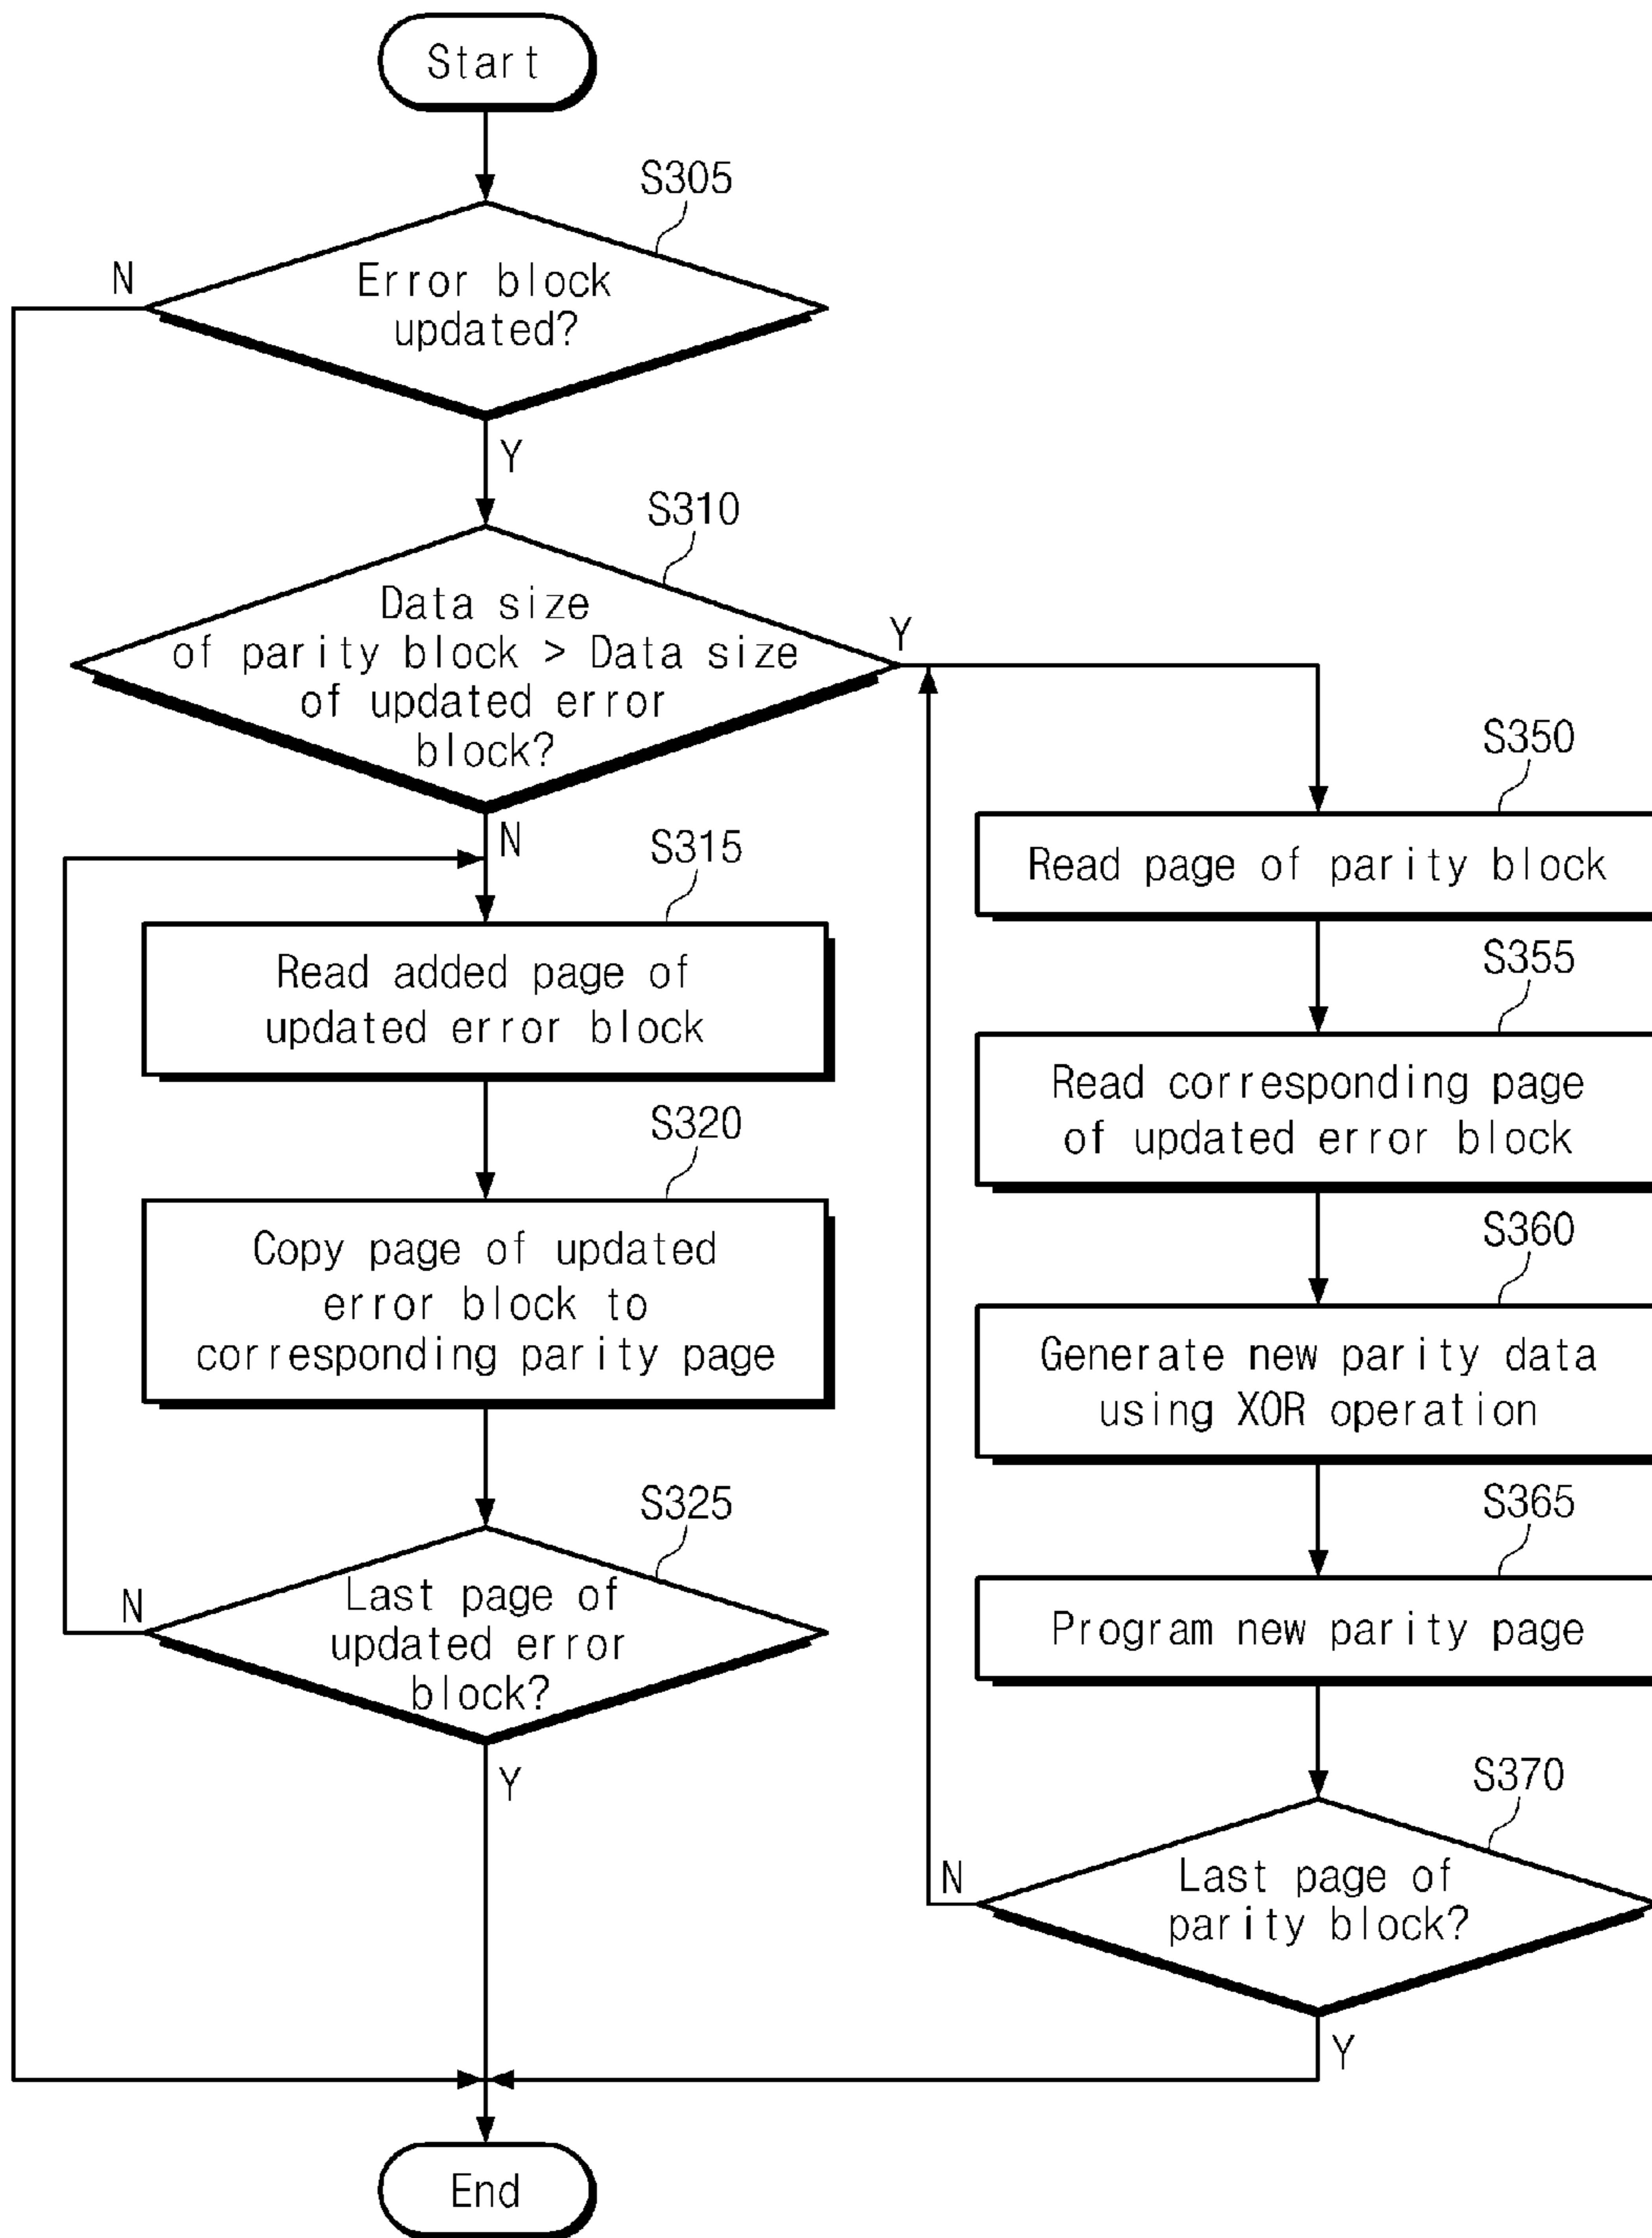 Start
S305
N
Error block
updated?
Y
S310
Data size
of parity block > Data size
of updated error
block?
Y
N
S315
Read added page of
updated error block
S320
Copy page of updated
error block to
corresponding parity page
S325
N
Last page of
updated error
block?
Y
S350
Read page of parity block
S355
Read corresponding page
of updated error block
S360
Generate new parity data
using XOR operation
S365
Program new parity page
S370
N
Last page of
parity block?
Y
End